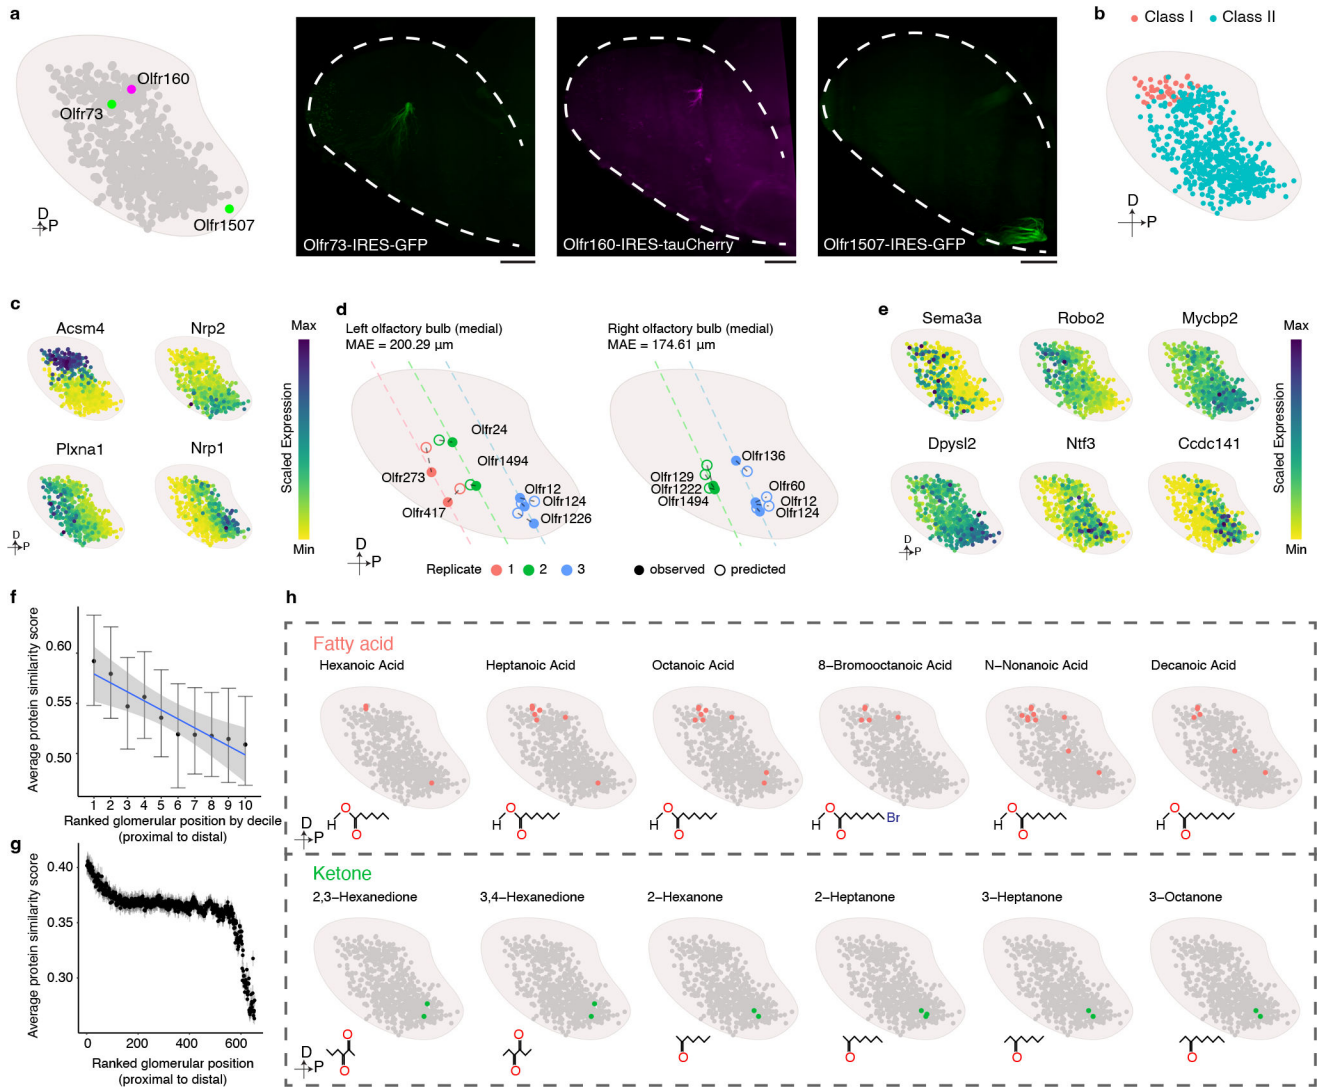 a
Olfr160
Olfr73
Olfr1507
D
P
Olfr73-IRES-GFP
Olfr160-IRES-tauCherry
Olfr1507-IRES-GFP
b
Class I
Class II
D
P
c
Acsm4
Nrp2
Plxna1
Nrp1
D
P
Max
Scaled Expression
Min
d
Left olfactory bulb (medial)
MAE = 200.29 µm
Olfr24
Olfr1494
Olfr273
Olfr12
Olfr124
Olfr417
Olfr1226
D
P
Right olfactory bulb (medial)
MAE = 174.61 µm
Olfr136
Olfr129
Olfr1222
Olfr1494
Olfr60
Olfr12
Olfr124
Replicate 1 2 3 observed predicted
e
Sema3a
Robo2
Mycbp2
Dpysl2
Ntf3
Ccdc141
D
P
Max
Scaled Expression
Min
f
Average protein similarity score
0.60
0.55
0.50
1 2 3 4 5 6 7 8 9 10
Ranked glomerular position by decile
(proximal to distal)
g
Average protein similarity score
0.40
0.35
0.30
0 200 400 600
Ranked glomerular position
(proximal to distal)
h
Fatty acid
Hexanoic Acid
Heptanoic Acid
Octanoic Acid
8−Bromooctanoic Acid
N−Nonanoic Acid
Decanoic Acid
D
P
H O O
H O O
H O O
H O O Br
H O O
H O O
Ketone
2,3−Hexanedione
3,4−Hexanedione
2−Hexanone
2−Heptanone
3−Heptanone
3−Octanone
D
P
O O
O O
O
O
O
O